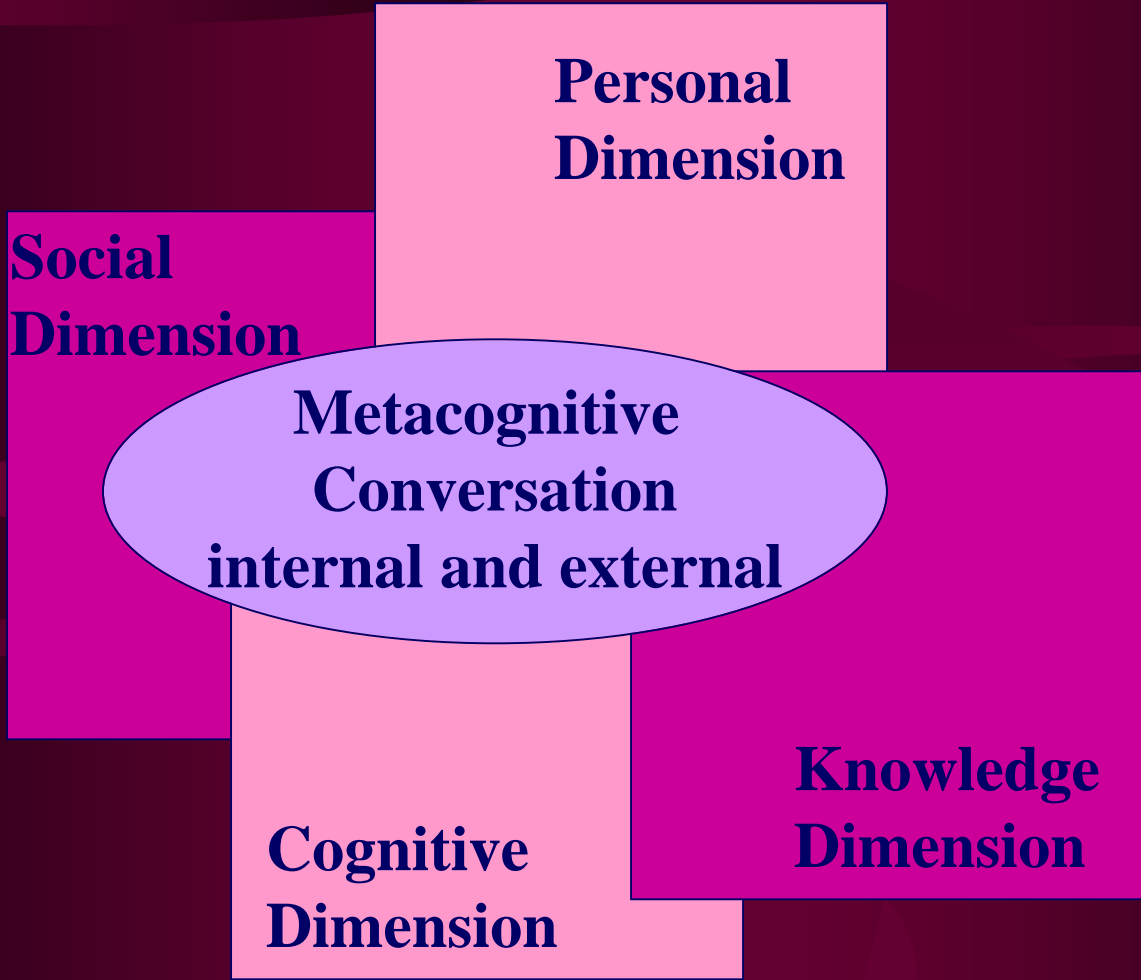 Personal
Dimension
Social
Dimension
Metacognitive
Conversation
internal and external
Knowledge
Dimension
Cognitive
Dimension